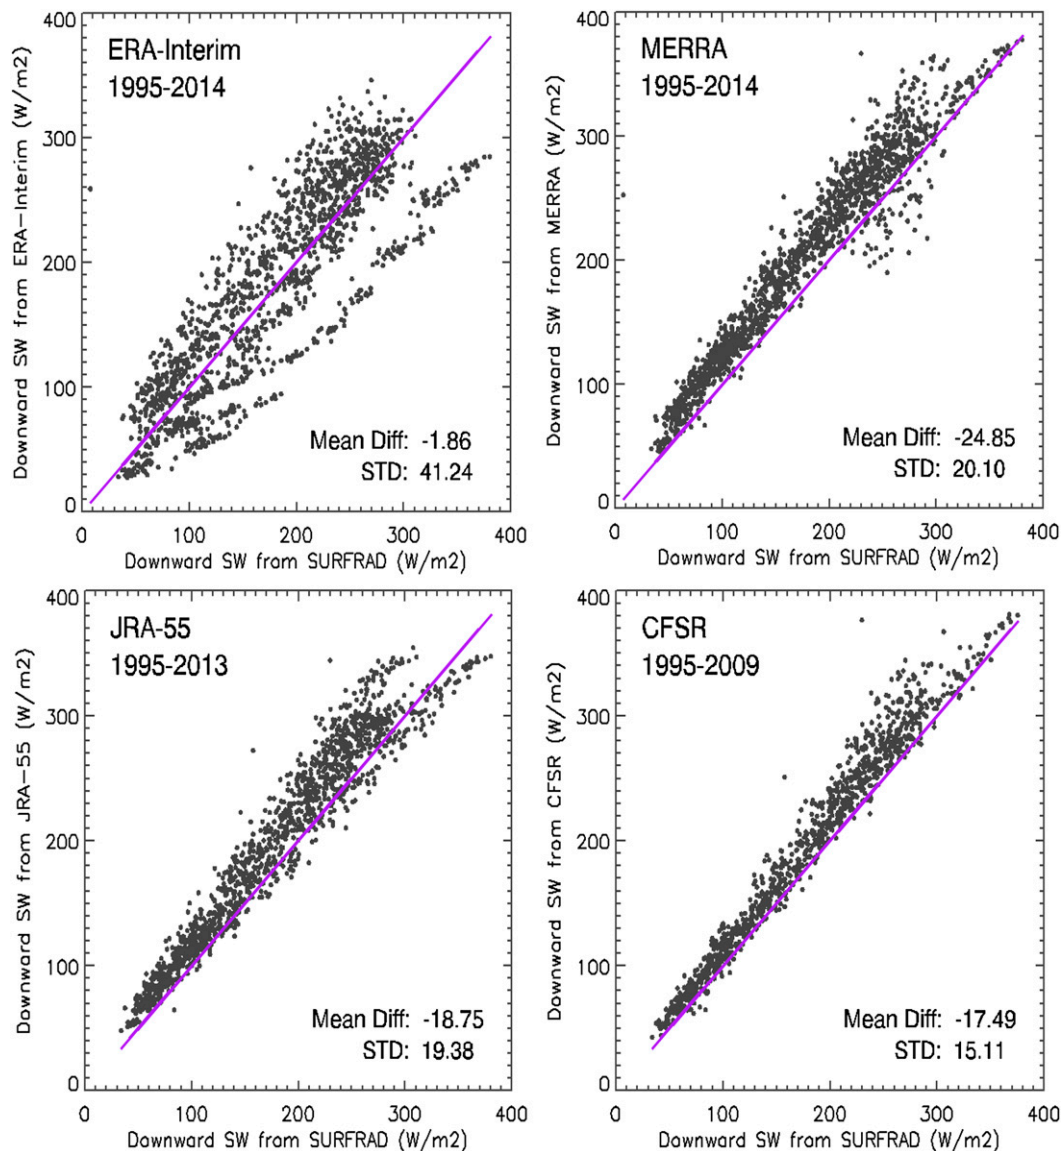 ERA-Interim
1995-2014
Mean Diff: -1.86
STD: 41.24
Downward SW from ERA-Interim (W/m2)
400
300
200
100
0
0 100 200 300 400
Downward SW from SURFRAD (W/m2)
MERRA
1995-2014
Mean Diff: -24.85
STD: 20.10
Downward SW from MERRA (W/m2)
400
300
200
100
0
0 100 200 300 400
Downward SW from SURFRAD (W/m2)
JRA-55
1995-2013
Mean Diff: -18.75
STD: 19.38
Downward SW from JRA-55 (W/m2)
400
300
200
100
0
0 100 200 300 400
Downward SW from SURFRAD (W/m2)
CFSR
1995-2009
Mean Diff: -17.49
STD: 15.11
Downward SW from CFSR (W/m2)
400
300
200
100
0
0 100 200 300 400
Downward SW from SURFRAD (W/m2)